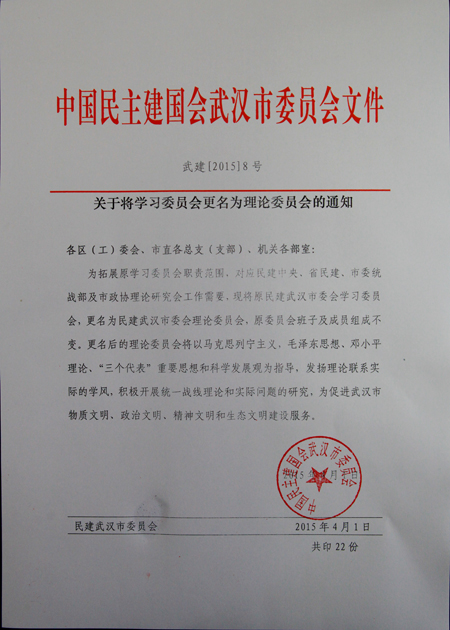 中国民主建国会武汉市委员会文件
武建[2015]8号
关于将学习委员会更名为理论委员会的通知
各区（工）委会、市直各总支（支部）、机关各部室：
为拓展原学习委员会职责范围，对应民建中央、省民建、市委统
战部及市政协理论研究会工作需要，现将原民建武汉市委会学习委员
会，更名为民建武汉市委会理论委员会，原委员会班子及成员组成不
变。更名后的理论委员会将以马克思列宁主义、毛泽东思想、邓小平
理论、“三个代表”重要思想和科学发展观为指导，发扬理论联系实
际的学风，积极开展统一战线理论和实际问题的研究，为促进武汉市
物质文明、政治文明、精神文明和生态文明建设服务。
中国民主建国会武汉市委员会
民建武汉市委员会 2015年4月1日
共印22份